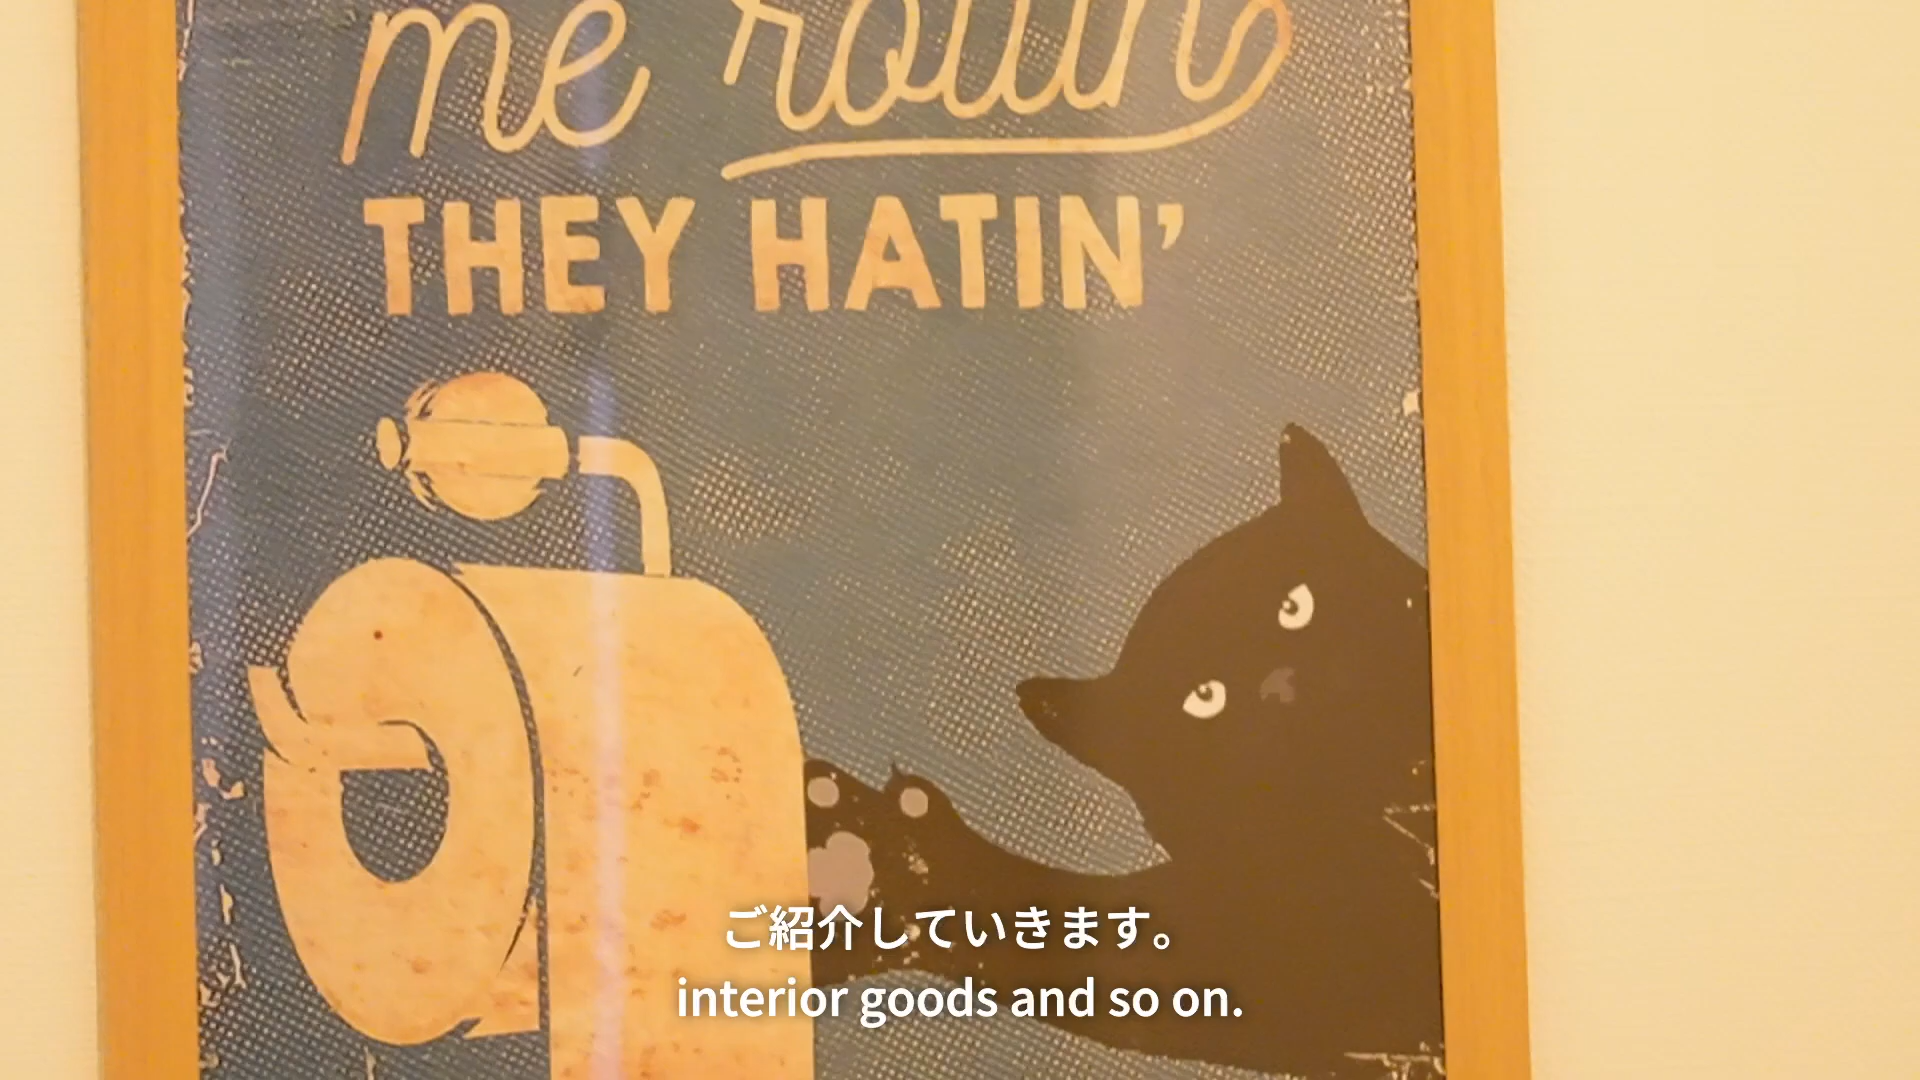 me rollin
THEY HATIN'
ご紹介していきます。
interior goods and so on.